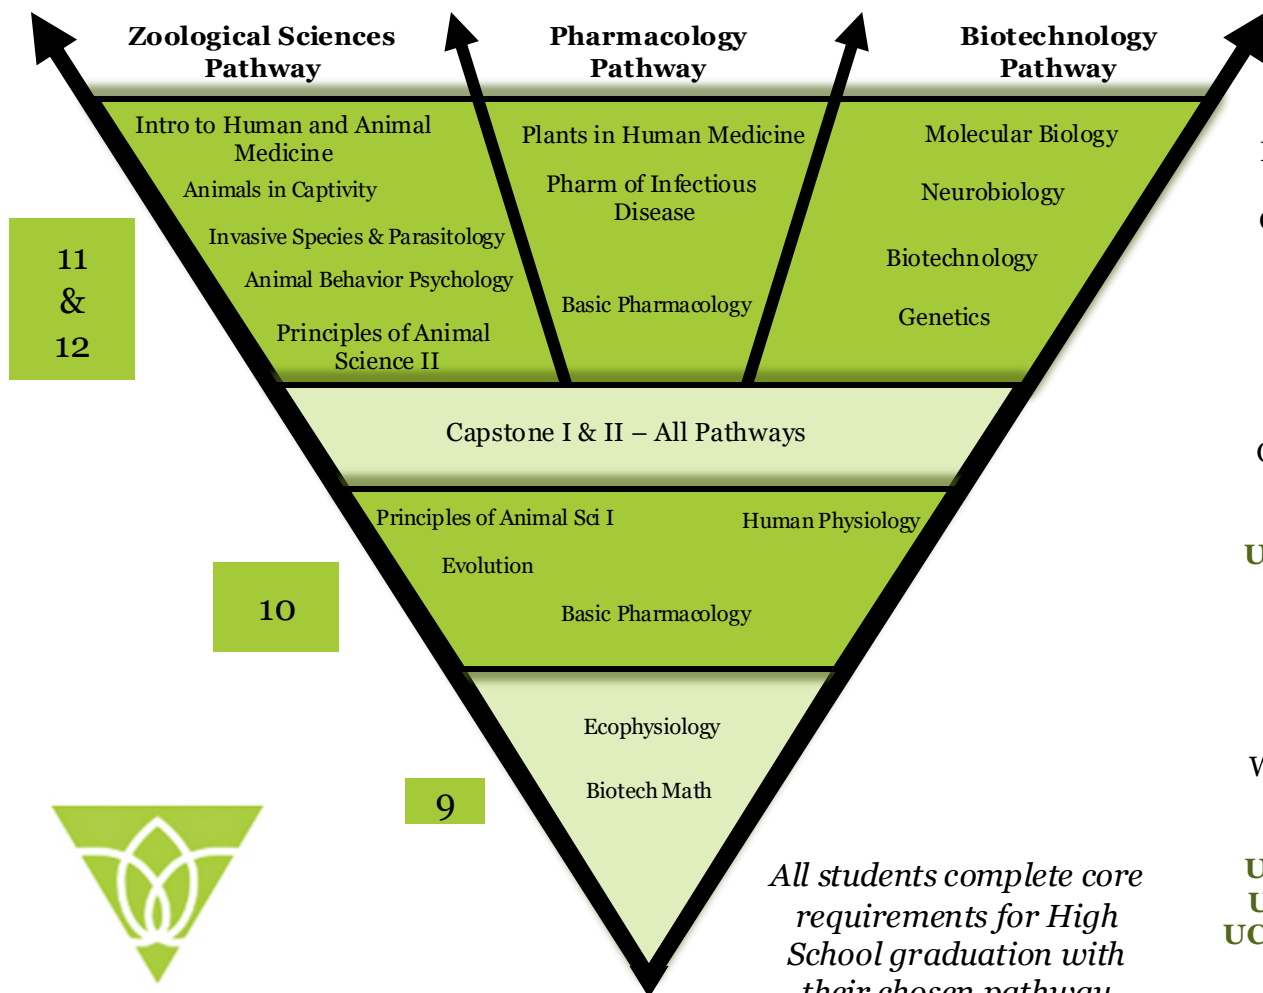 Zoological Sciences
Pathway
Pharmacology
Pathway
Biotechnology
Pathway
Intro to Human and Animal
Medicine
Animals in Captivity
Invasive Species & Parasitology
Animal Behavior Psychology
Principles of Animal
Science II
Plants in Human Medicine
Pharm of Infectious
Disease
Basic Pharmacology
Molecular Biology
Neurobiology
Biotechnology
Genetics
11
&
12
Capstone I & II – All Pathways
Principles of Animal Sci I
Human Physiology
Evolution
Basic Pharmacology
10
Ecophysiology
Biotech Math
9
All students complete core
requirements for High
School graduation with
their chosen pathway